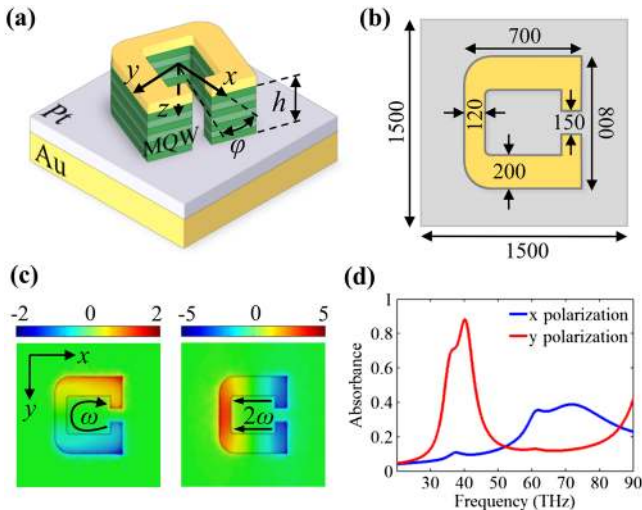 (a)
y
x
z
h
MQW
φ
Pt
Au
(b)
700
1500
120
150
800
200
1500
(c)
-2 0 2
-5 0 5
x
y
ω
2ω
(d)
1
0.8
0.6
0.4
0.2
0
x polarization
y polarization
Absorbance
30 40 50 60 70 80 90
Frequency (THz)